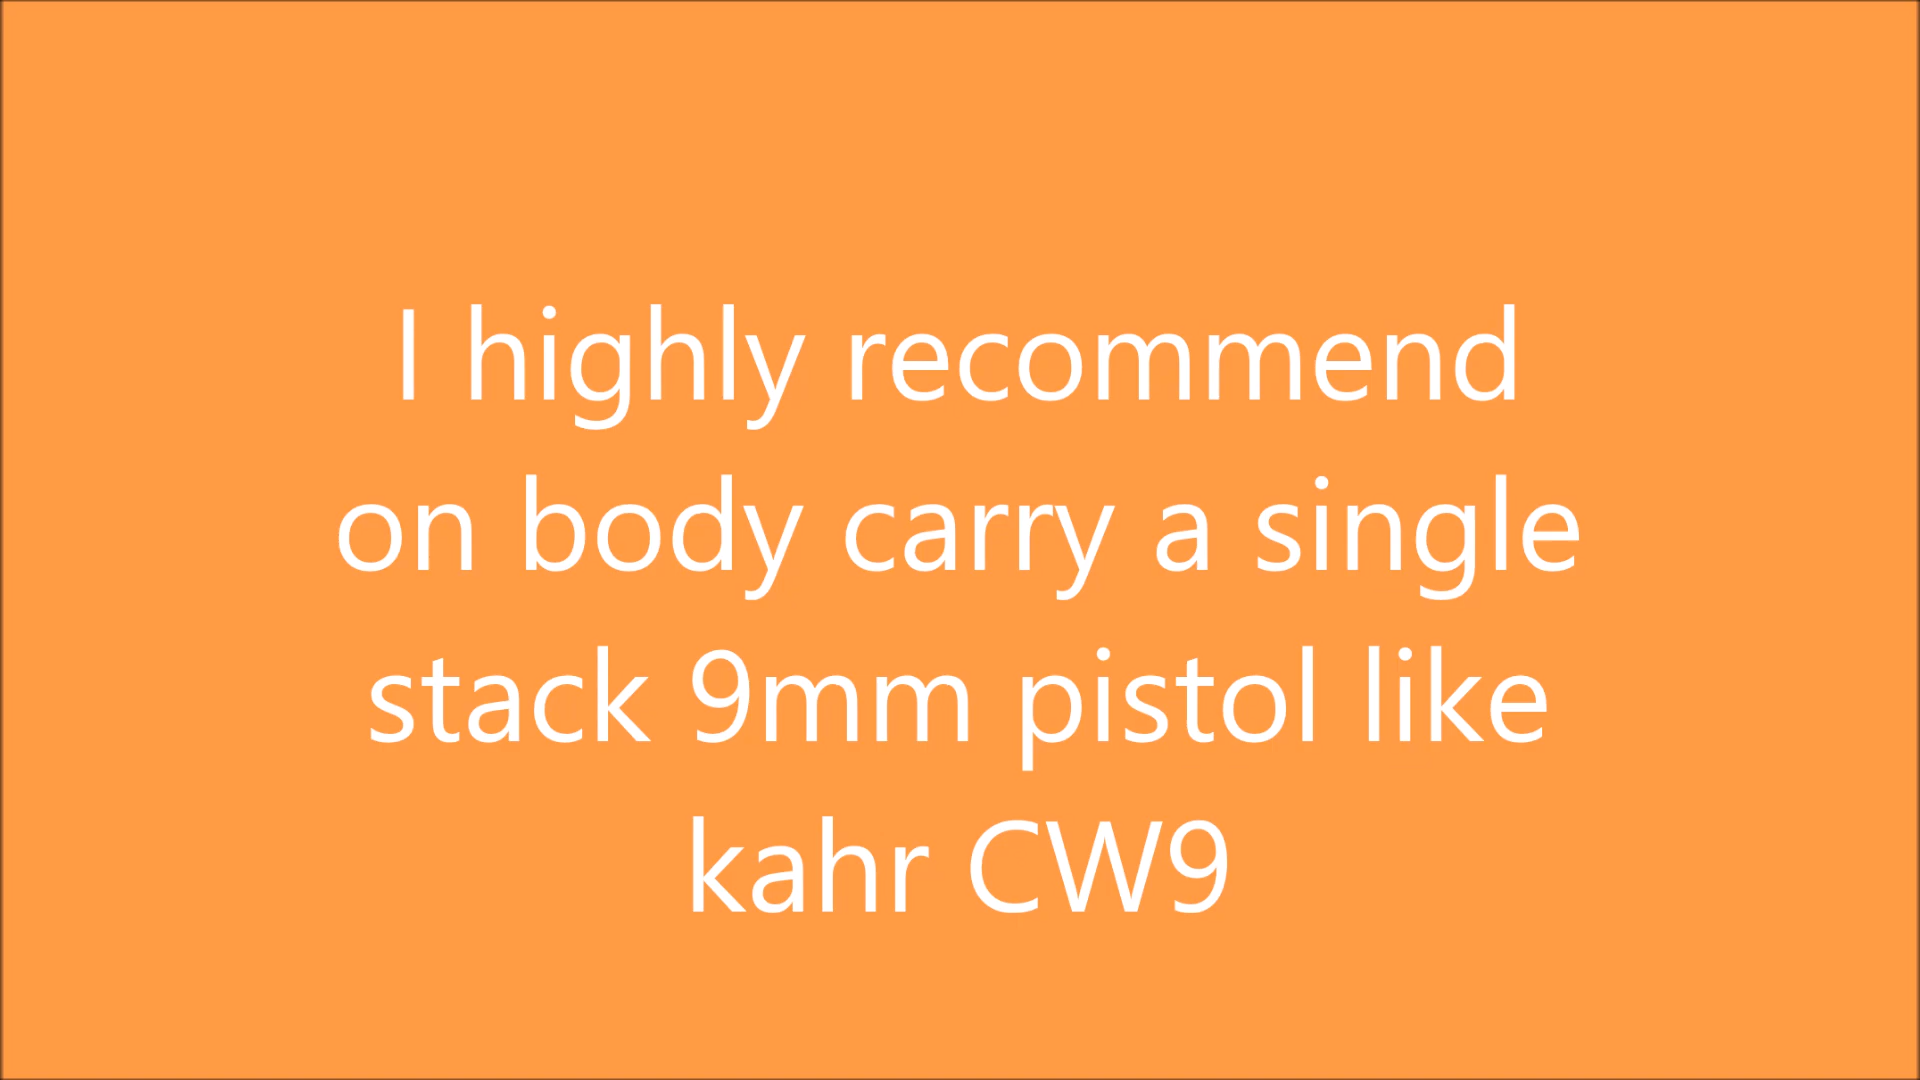 I highly recommend
on body carry a single
stack 9mm pistol like
kahr CW9